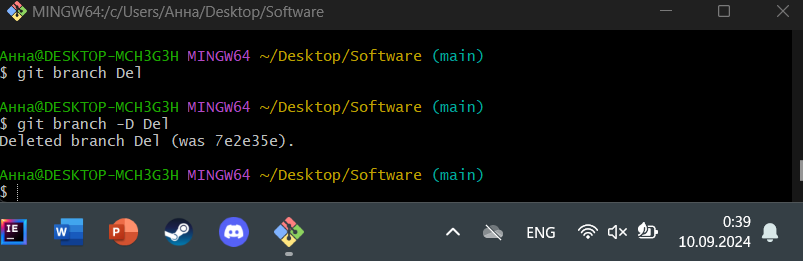 MINGW64:/c/Users/Анна/Desktop/Software
Анна@DESKTOP-MCH3G3H MINGW64 ~/Desktop/Software (main)
$ git branch Del
Анна@DESKTOP-MCH3G3H MINGW64 ~/Desktop/Software (main)
$ git branch -D Del
Deleted branch Del (was 7e2e35e).
Анна@DESKTOP-MCH3G3H MINGW64 ~/Desktop/Software (main)
$
IE
W
P
ENG
0:39
10.09.2024